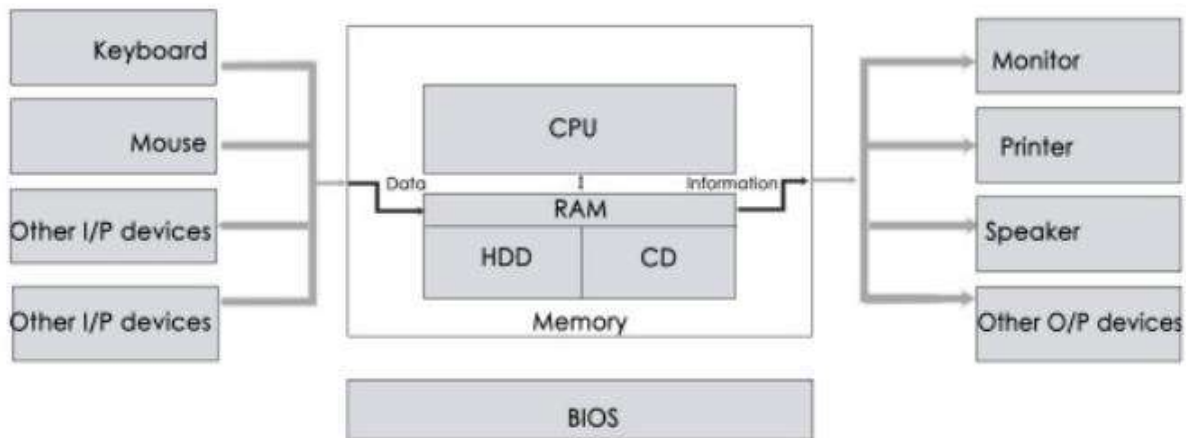 Keyboard
Mouse
Other I/P devices
Other I/P devices
CPU
Data
I
Information
RAM
HDD
CD
Memory
BIOS
Monitor
Printer
Speaker
Other O/P devices